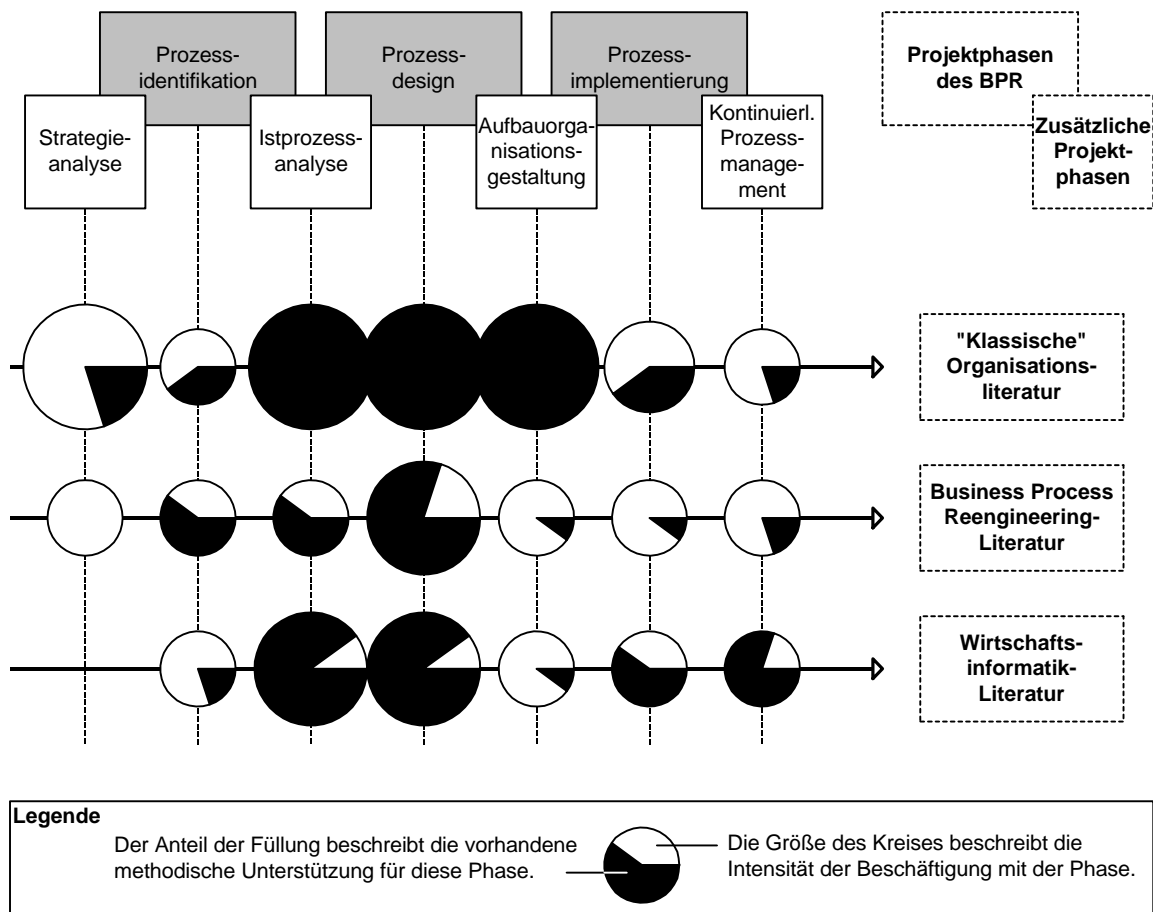 Prozess-
identifikation
Prozess-
design
Prozess-
implementierung
Projektphasen
des BPR
Strategie-
analyse
Istprozess-
analyse
Aufbauorga-
nisations-
gestaltung
Kontinuierl.
Prozess-
manage-
ment
Zusätzliche
Projekt-
phasen
"Klassische"
Organisations-
literatur
Business Process
Reengineering-
Literatur
Wirtschafts-
informatik-
Literatur
Legende
Der Anteil der Füllung beschreibt die vorhandene
methodische Unterstützung für diese Phase.
Die Größe des Kreises beschreibt die
Intensität der Beschäftigung mit der Phase.